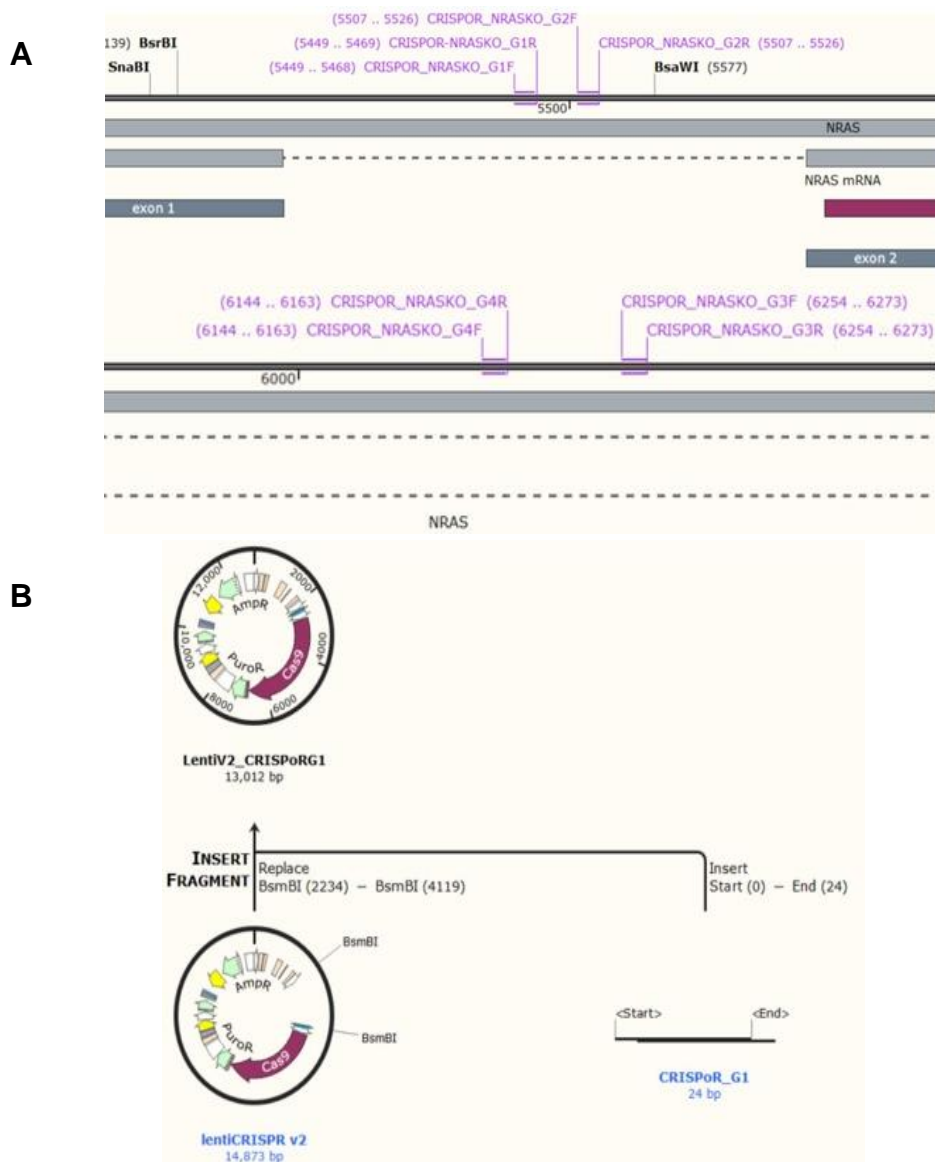 A
(5507 .. 5526) CRISPOR_NRASKO_G2F
139) BsrBI (5449 .. 5469) CRISPOR-NRASKO_G1R CRISPOR_NRASKO_G2R (5507 .. 5526)
SnaBI (5449 .. 5468) CRISPOR_NRASKO_G1F BsaWI (5577)
5500
NRAS
NRAS mRNA
exon 1
exon 2
(6144 .. 6163) CRISPOR_NRASKO_G4R CRISPOR_NRASKO_G3F (6254 .. 6273)
(6144 .. 6163) CRISPOR_NRASKO_G4F CRISPOR_NRASKO_G3R (6254 .. 6273)
6000
NRAS
B
12,000 2000
AmpR
10,000 4000
PuroR Cas9
8000 6000
LentiV2_CRISPoRG1
13,012 bp
INSERT FRAGMENT
Replace
BsmBI (2234) – BsmBI (4119)
Insert
Start (0) – End (24)
BsmBI
AmpR
BsmBI
PuroR
Cas9
lentiCRISPR v2
14,873 bp
<Start> <End>
CRISPoR_G1
24 bp